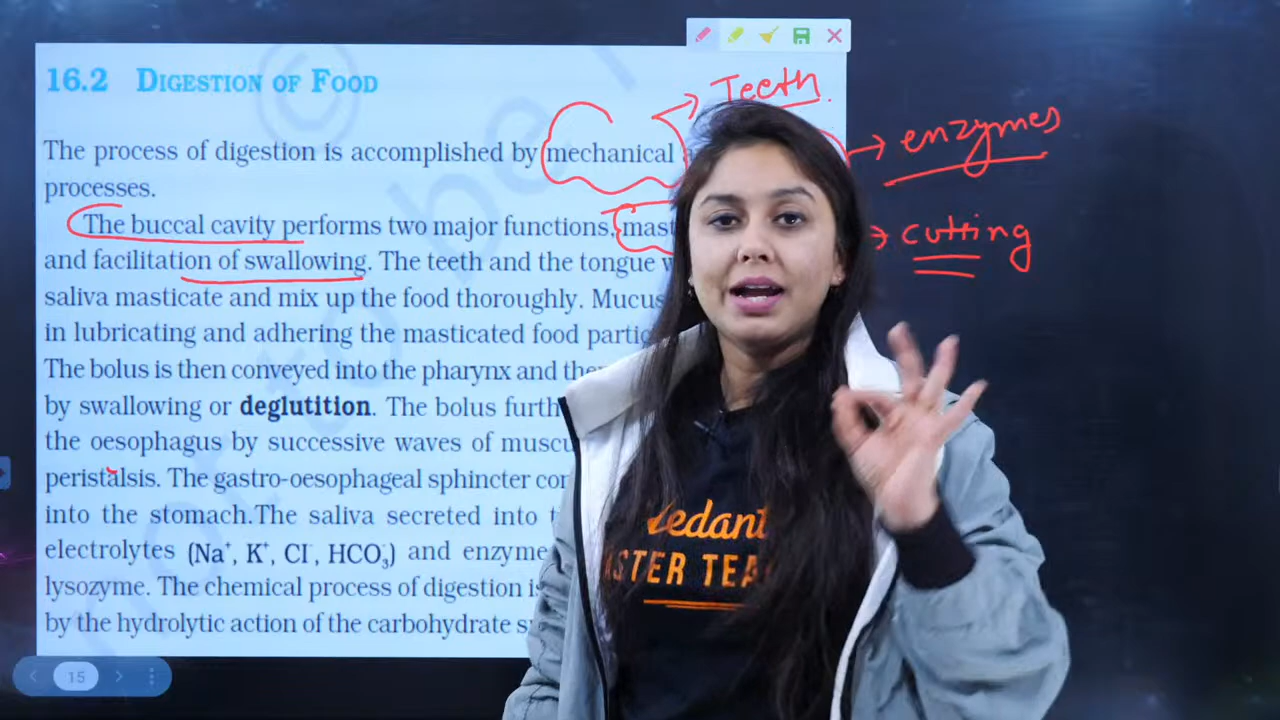 16.2 DIGESTION OF FOOD
Teeth
The process of digestion is accomplished by mechanical
enzymes
processes.
The buccal cavity performs two major functions, mast
cutting
and facilitation of swallowing. The teeth and the tongue w
saliva masticate and mix up the food thoroughly. Mucus
in lubricating and adhering the masticated food partic
The bolus is then conveyed into the pharynx and the
by swallowing or deglutition. The bolus furth
the oesophagus by successive waves of muscu
peristalsis. The gastro-oesophageal sphincter con
into the stomach.The saliva secreted into t
electrolytes (Na+, K+, Cl-, HCO3) and enzyme
lysozyme. The chemical process of digestion is
by the hydrolytic action of the carbohydrate s
Vedant
ASTER TEA
15